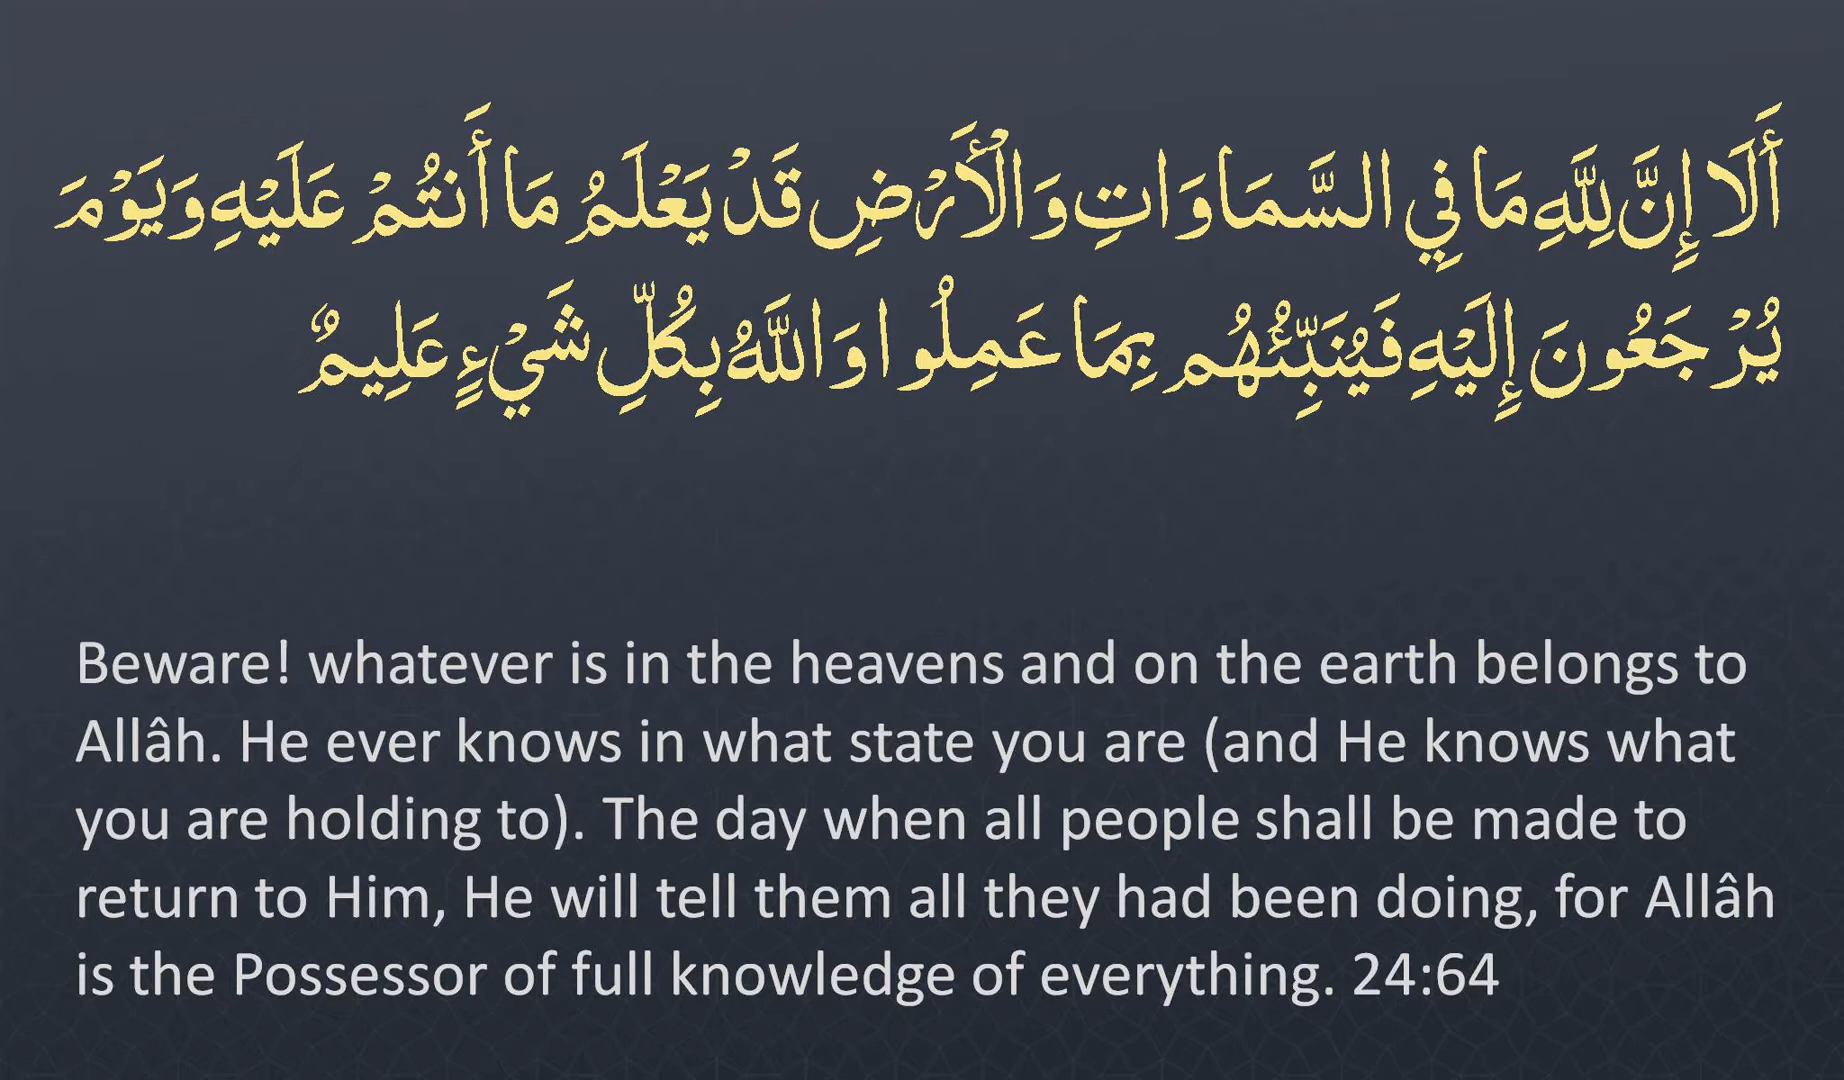 أَلَا إِنَّ لِلَّهِ مَا فِي السَّمَاوَاتِ وَالْأَرْضِ قَدْ يَعْلَمُ مَا أَنتُمْ عَلَيْهِ وَيَوْمَ
يُرْجَعُونَ إِلَيْهِ فَيُنَبِّئُهُم بِمَا عَمِلُوا وَاللَّهُ بِكُلِّ شَيْءٍ عَلِيمٌ
Beware! whatever is in the heavens and on the earth belongs to
Allâh. He ever knows in what state you are (and He knows what
you are holding to). The day when all people shall be made to
return to Him, He will tell them all they had been doing, for Allâh
is the Possessor of full knowledge of everything. 24:64